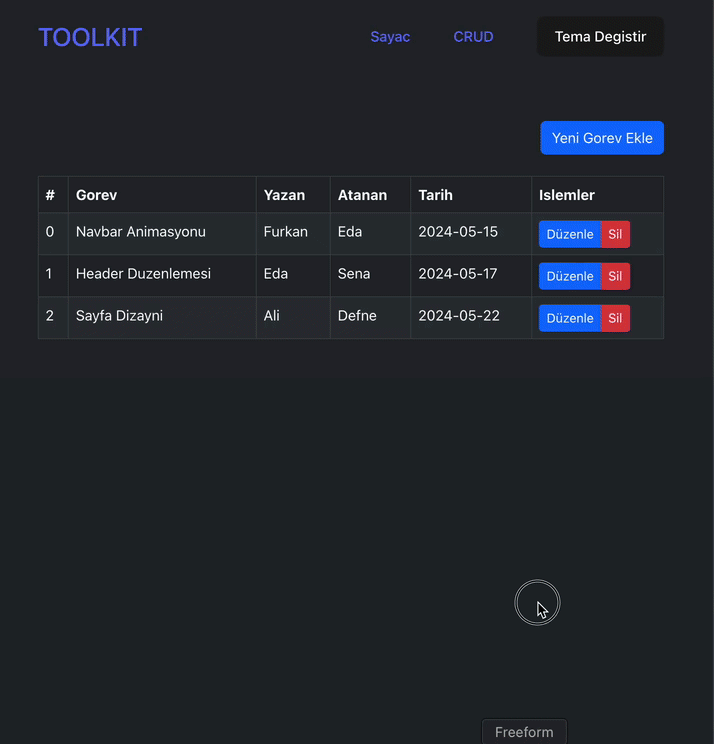 TOOLKIT Sayac CRUD Tema Degistir
Yeni Gorev Ekle
# Gorev Yazan Atanan Tarih Islemler
0 Navbar Animasyonu Furkan Eda 2024-05-15 Düzenle Sil
1 Header Duzenlemesi Eda Sena 2024-05-17 Düzenle Sil
2 Sayfa Dizayni Ali Defne 2024-05-22 Düzenle Sil
Freeform